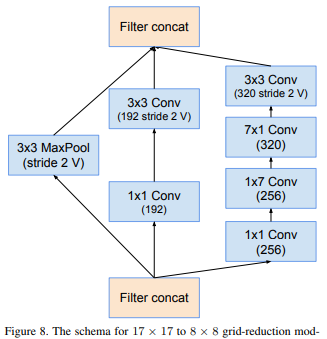 Filter concat
3x3 Conv
(320 stride 2 V)
3x3 Conv
(192 stride 2 V)
7x1 Conv
(320)
3x3 MaxPool
(stride 2 V)
1x7 Conv
(256)
1x1 Conv
(192)
1x1 Conv
(256)
Filter concat
Figure 8. The schema for 17 × 17 to 8 × 8 grid-reduction mod-